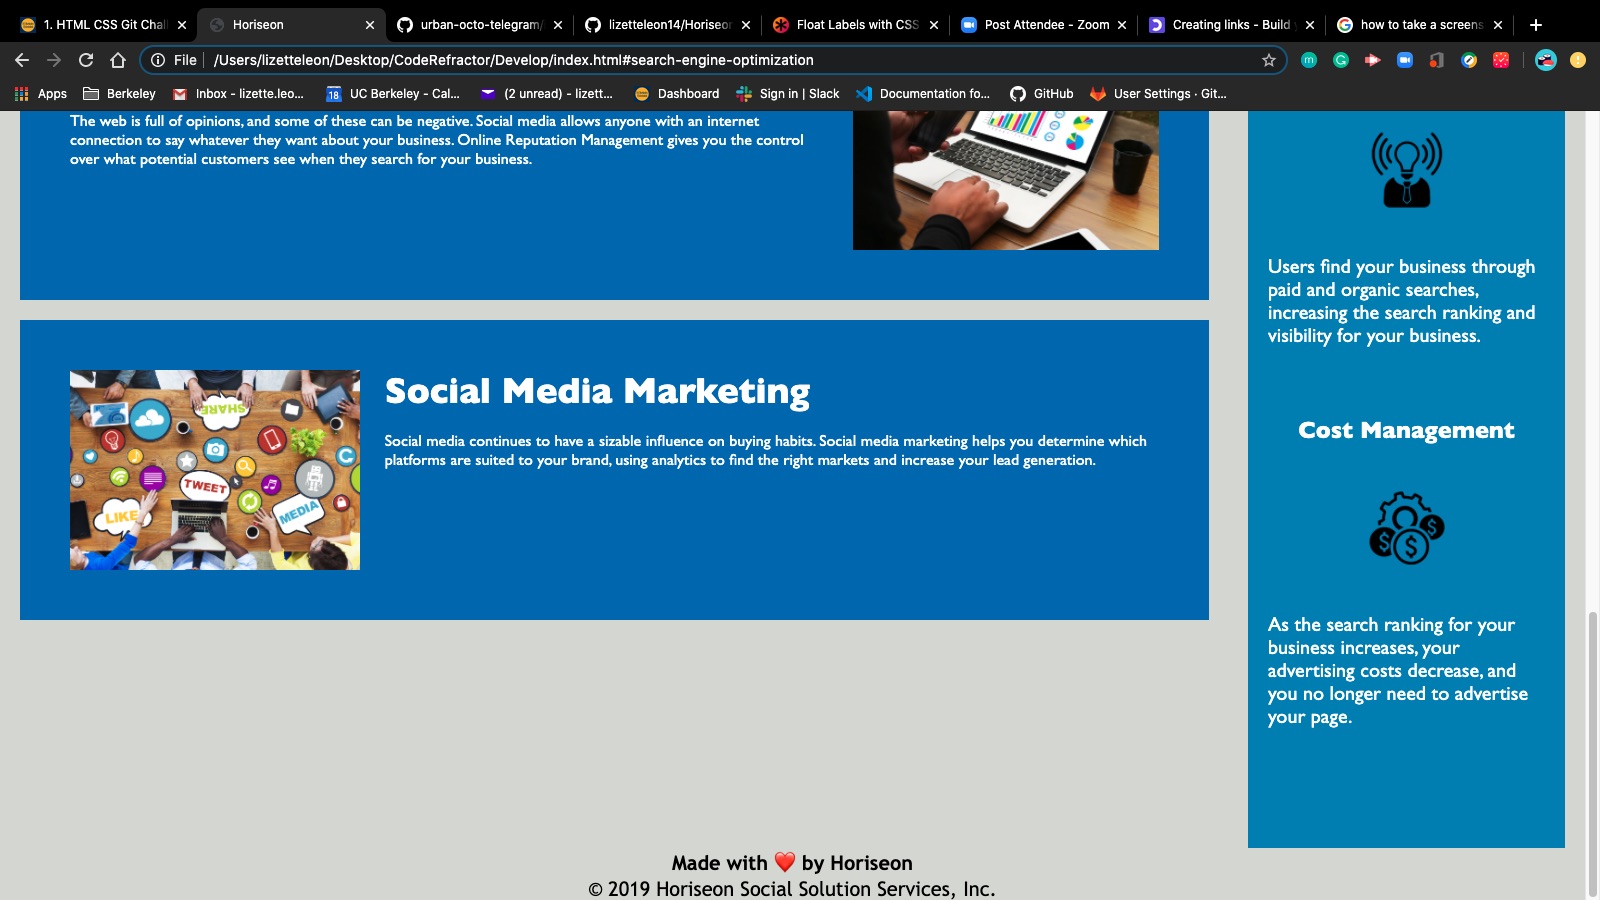 1. HTML CSS Git Chall
Horiseon
urban-octo-telegram/
lizetteleon14/Horiseon
Float Labels with CSS
Post Attendee - Zoom
Creating links - Build
how to take a screens
File
/Users/lizetteleon/Desktop/CodeRefractor/Develop/index.html#search-engine-optimization
Apps
Berkeley
Inbox - lizette.leo...
18
UC Berkeley - Cal...
(2 unread) - lizett...
Dashboard
Sign in | Slack
Documentation fo...
GitHub
User Settings · Git...
The web is full of opinions, and some of these can be negative. Social media allows anyone with an internet
connection to say whatever they want about your business. Online Reputation Management gives you the control
over what potential customers see when they search for your business.
SHARE
TWEET
LIKE
MEDIA
Social Media Marketing
Social media continues to have a sizable influence on buying habits. Social media marketing helps you determine which
platforms are suited to your brand, using analytics to find the right markets and increase your lead generation.
Users find your business through
paid and organic searches,
increasing the search ranking and
visibility for your business.
Cost Management
As the search ranking for your
business increases, your
advertising costs decrease, and
you no longer need to advertise
your page.
Made with ❤️ by Horiseon
© 2019 Horiseon Social Solution Services, Inc.